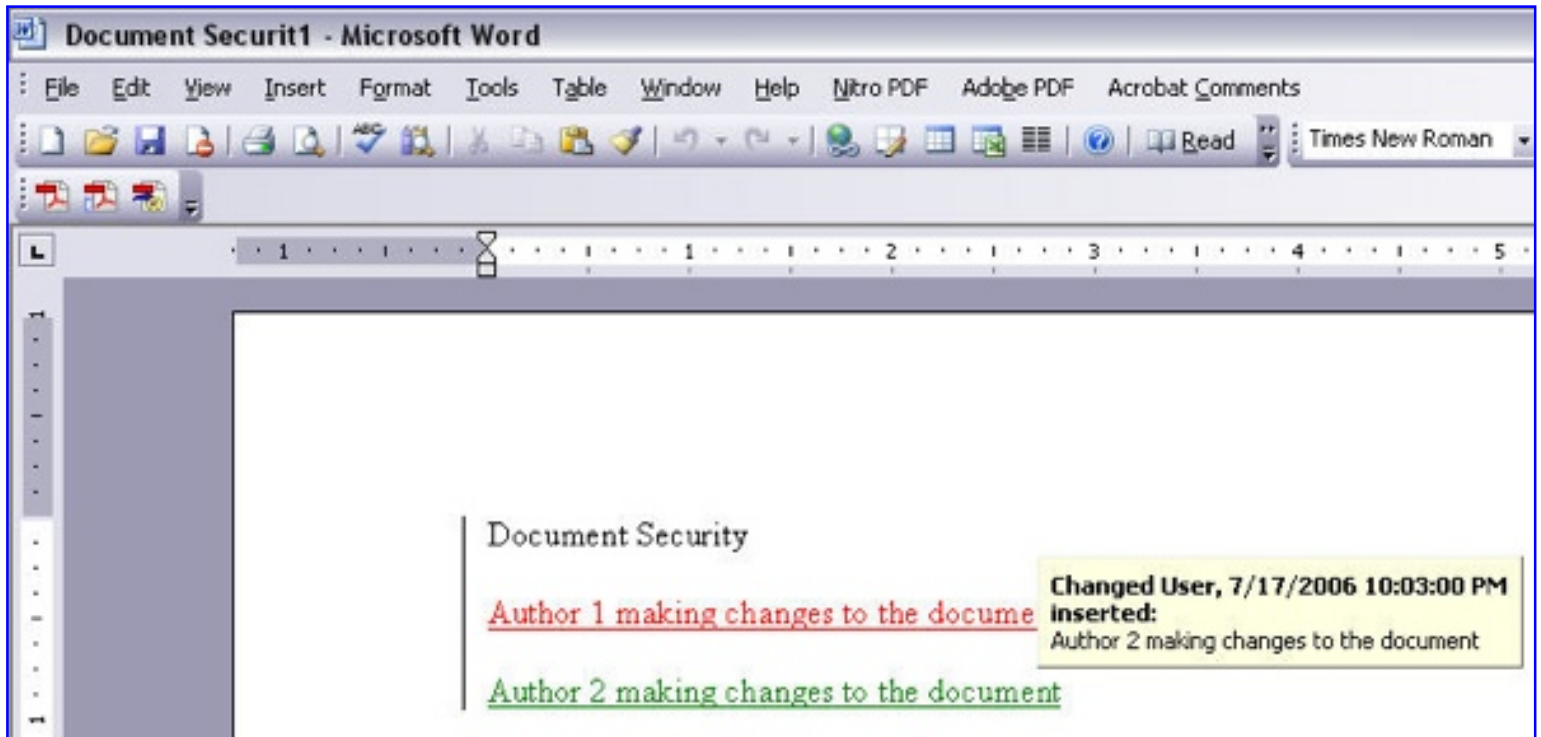 Document Securit1 - Microsoft Word
File Edit View Insert Format Tools Table Window Help Nitro PDF Adobe PDF Acrobat Comments
ABC Read Times New Roman
L 1 1 2 3 4 5
1
Document Security
Changed User, 7/17/2006 10:03:00 PM
Author 1 making changes to the docume inserted:
Author 2 making changes to the document
Author 2 making changes to the document
1